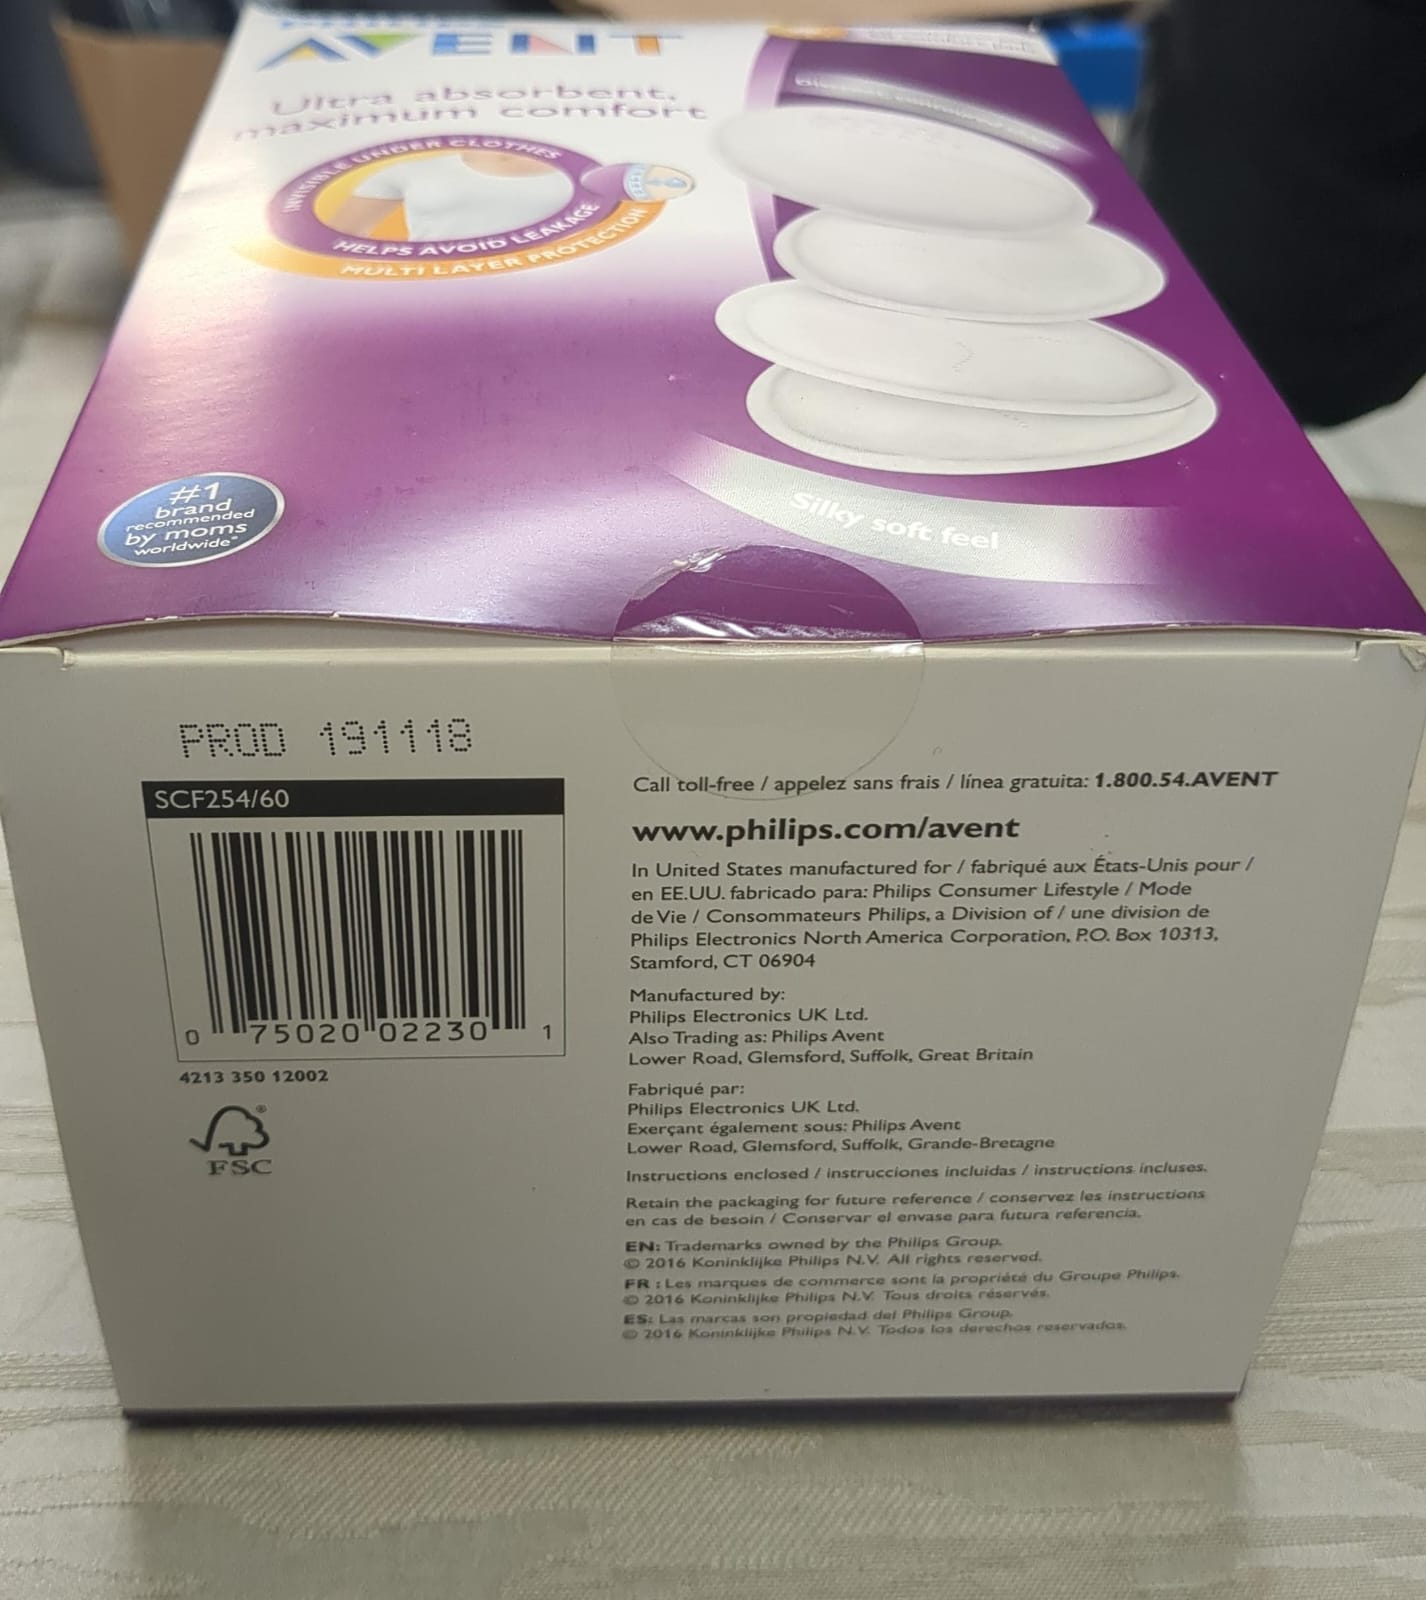 AVENT
Ultra absorbent,
maximum comfort
INVISIBLE UNDER CLOTHES
HELPS AVOID LEAKAGE
MULTI LAYER PROTECTION
#1
brand
recommended
by moms
worldwide*
Silky soft feel
PROD 191118
SCF254/60
0 75020 02230 1
4213 350 12002
FSC
®
Call toll-free / appelez sans frais / línea gratuita: 1.800.54.AVENT
www.philips.com/avent
In United States manufactured for / fabriqué aux États-Unis pour /
en EE.UU. fabricado para: Philips Consumer Lifestyle / Mode
de Vie / Consommateurs Philips, a Division of / une division de
Philips Electronics North America Corporation, P.O. Box 10313,
Stamford, CT 06904
Manufactured by:
Philips Electronics UK Ltd.
Also Trading as: Philips Avent
Lower Road, Glemsford, Suffolk, Great Britain
Fabriqué par:
Philips Electronics UK Ltd.
Exerçant également sous: Philips Avent
Lower Road, Glemsford, Suffolk, Grande-Bretagne
Instructions enclosed / instrucciones incluidas / instructions incluses.
Retain the packaging for future reference / conservez les instructions
en cas de besoin / Conservar el envase para futura referencia.
EN: Trademarks owned by the Philips Group.
© 2016 Koninklijke Philips N.V. All rights reserved.
FR : Les marques de commerce sont la propriété du Groupe Philips.
© 2016 Koninklijke Philips N.V. Tous droits réservés.
ES: Las marcas son propiedad del Philips Group.
© 2016 Koninklijke Philips N.V. Todos los derechos reservados.